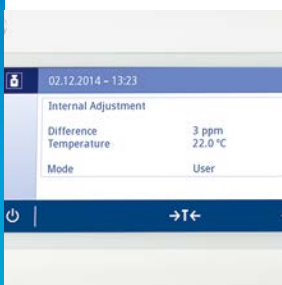 02.12.2014 – 13:23
Internal Adjustment
Difference 3 ppm
Temperature 22.0 °C
Mode User
→T←